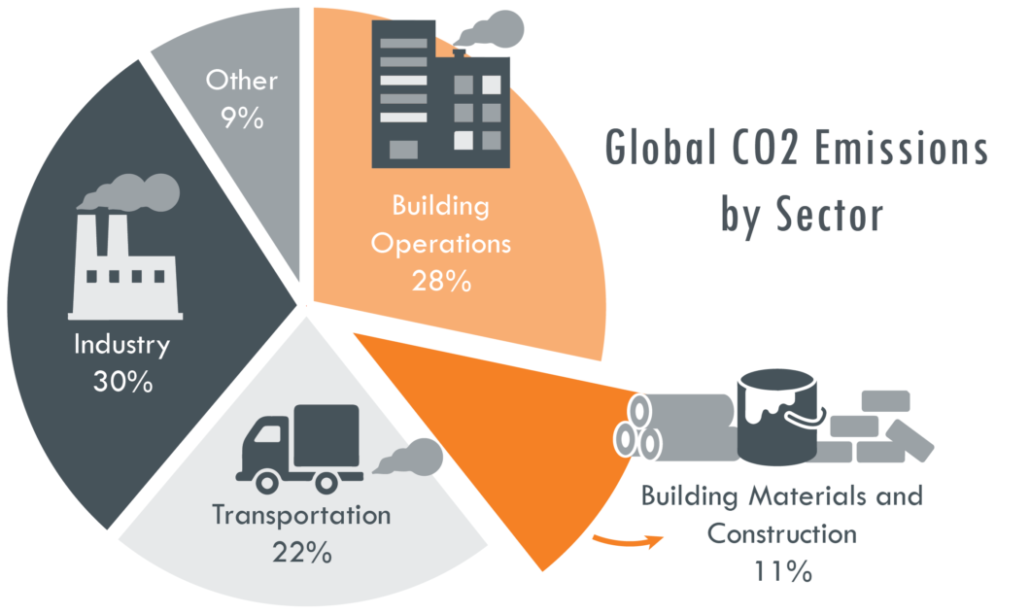 Global CO2 Emissions
by Sector
Other
9%
Building
Operations
28%
Industry
30%
Transportation
22%
Building Materials and
Construction
11%